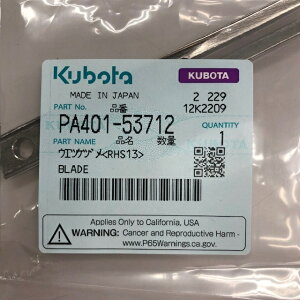 Kubota KUBOTA
MADE IN JAPAN 2 229
PART No. 品番 12K2209
PA401-53712 QUANTITY
PART NAME 品名 数量 1
ウエツケヅメ<RHS13>
BLADE
Applies Only to California, USA
WARNING: Cancer and Reproductive Harm -
www.P65Warnings.ca.gov.